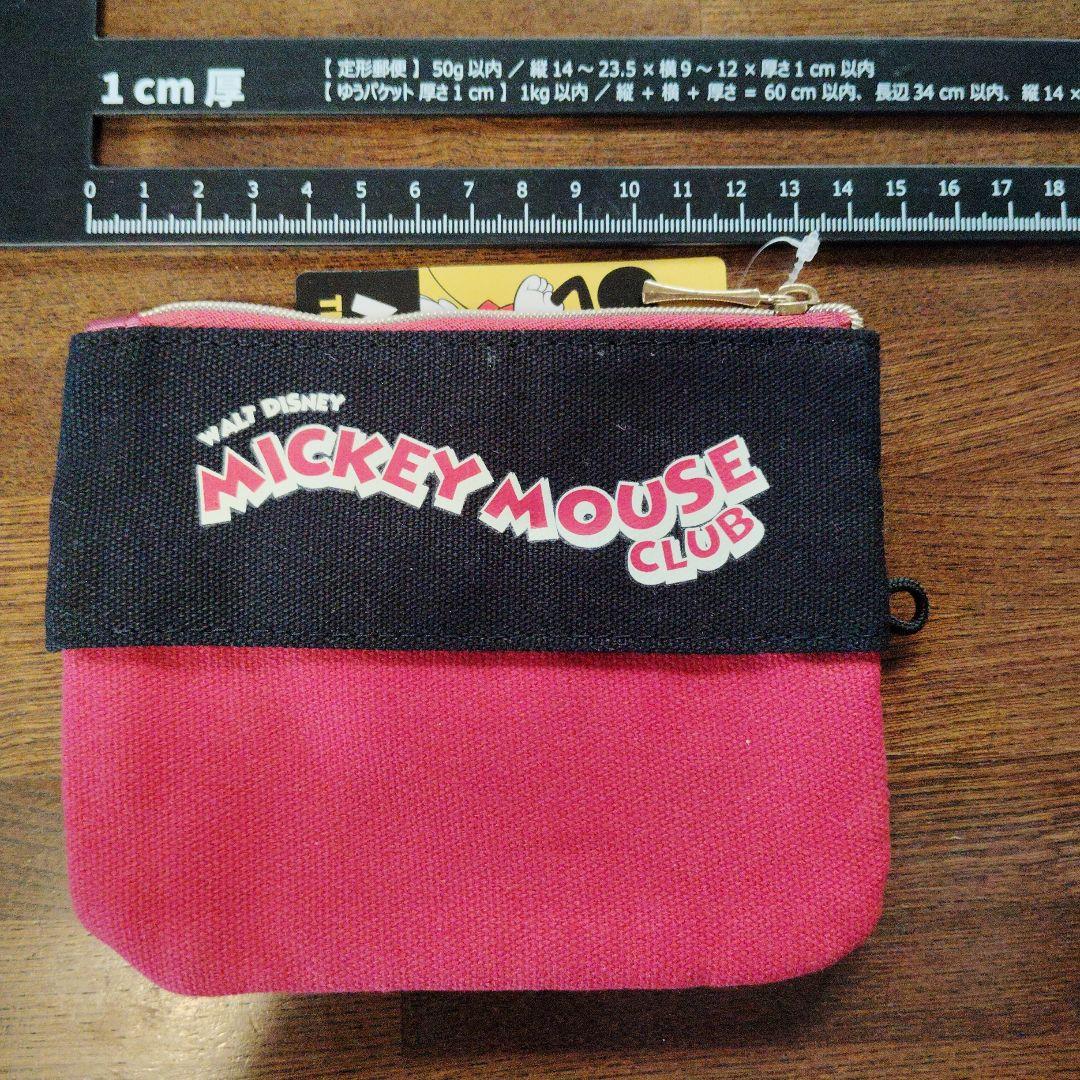 1 cm 厚
【 定形郵便 】 50g 以内 ／ 縦 14 ～ 23.5 × 横 9 ～ 12 × 厚さ 1 cm 以内
【 ゆうパケット 厚さ 1 cm 】 1kg 以内 ／ 縦 + 横 + 厚さ = 60 cm 以内、 長辺 34 cm 以内、 縦 14 ×
0 1 2 3 4 5 6 7 8 9 10 11 12 13 14 15 16 17 18
WALT DISNEY
MICKEY MOUSE
CLUB